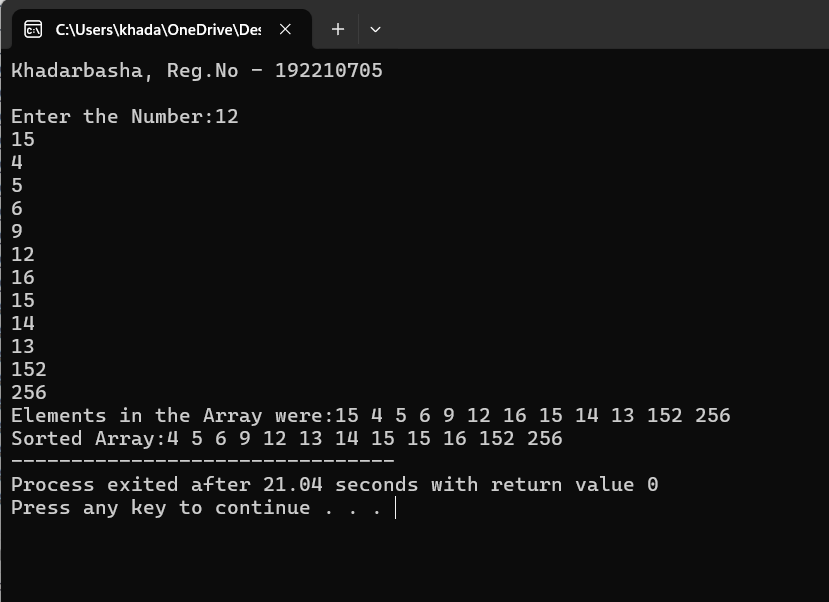 C:\Users\khada\OneDrive\Des
Khadarbasha, Reg.No - 192210705
Enter the Number:12
15
4
5
6
9
12
16
15
14
13
152
256
Elements in the Array were:15 4 5 6 9 12 16 15 14 13 152 256
Sorted Array:4 5 6 9 12 13 14 15 15 16 152 256
--------------------------------
Process exited after 21.04 seconds with return value 0
Press any key to continue . . .